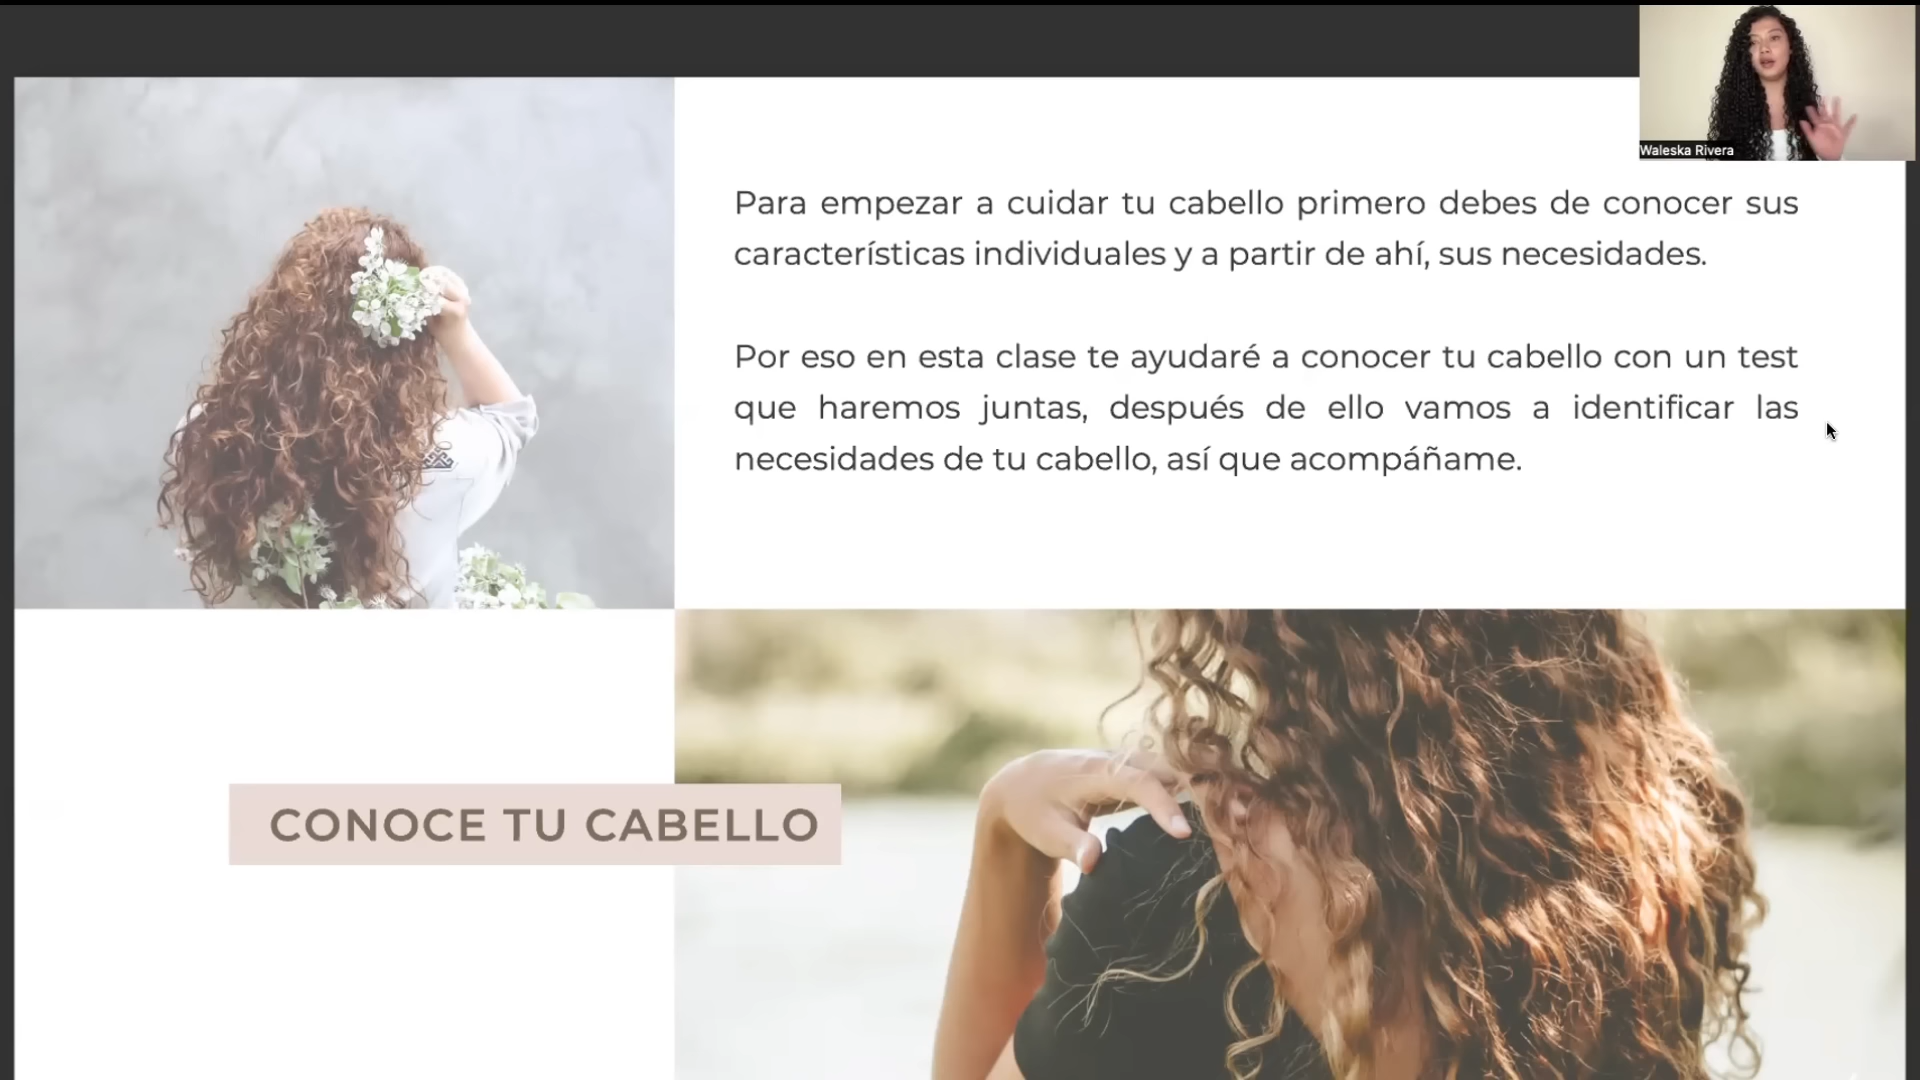 Waleska Rivera
Para empezar a cuidar tu cabello primero debes de conocer sus
características individuales y a partir de ahí, sus necesidades.
Por eso en esta clase te ayudaré a conocer tu cabello con un test
que haremos juntas, después de ello vamos a identificar las
necesidades de tu cabello, así que acompáñame.
CONOCE TU CABELLO